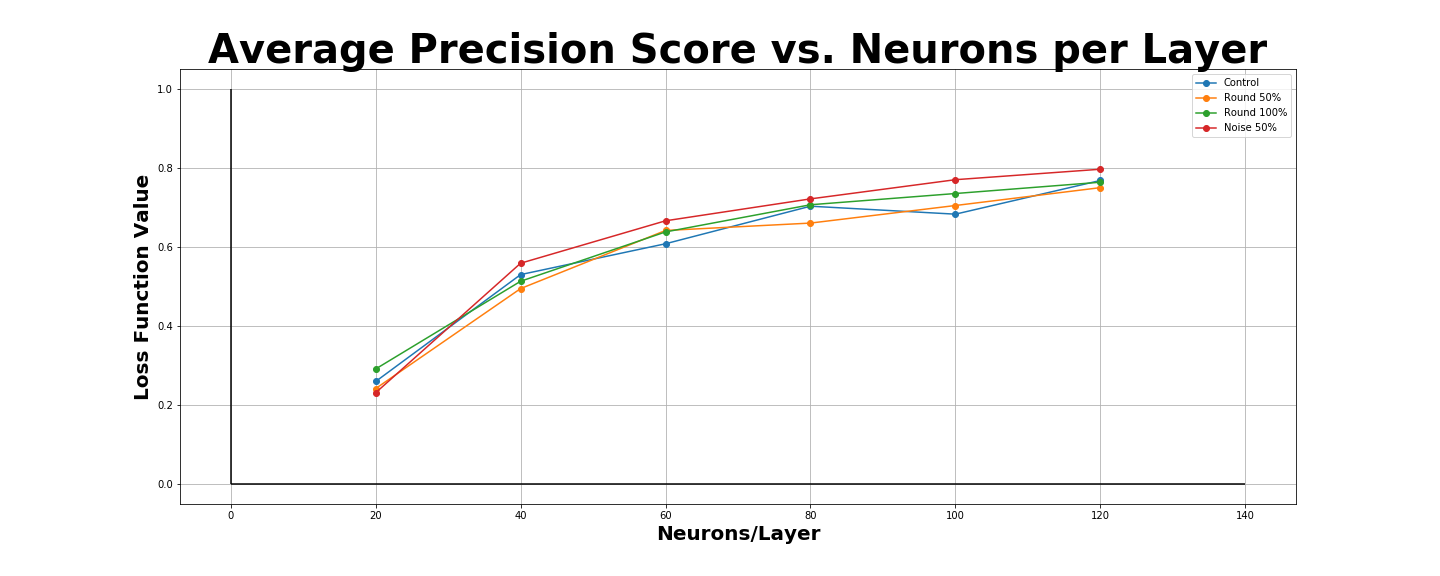 Average Precision Score vs. Neurons per Layer
Control
Round 50%
Round 100%
Noise 50%
Loss Function Value
1.0
0.8
0.6
0.4
0.2
0.0
0 20 40 60 80 100 120 140
Neurons/Layer